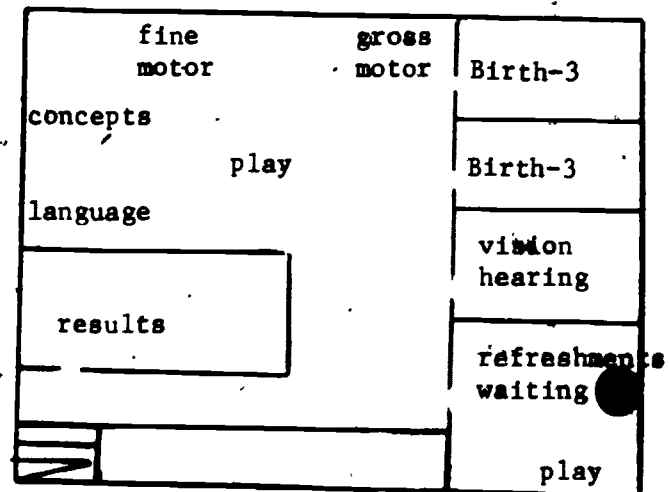 fine
motor
gross
motor
Birth-3
concepts
play
Birth-3
language
vision
hearing
results
refreshments
waiting
play